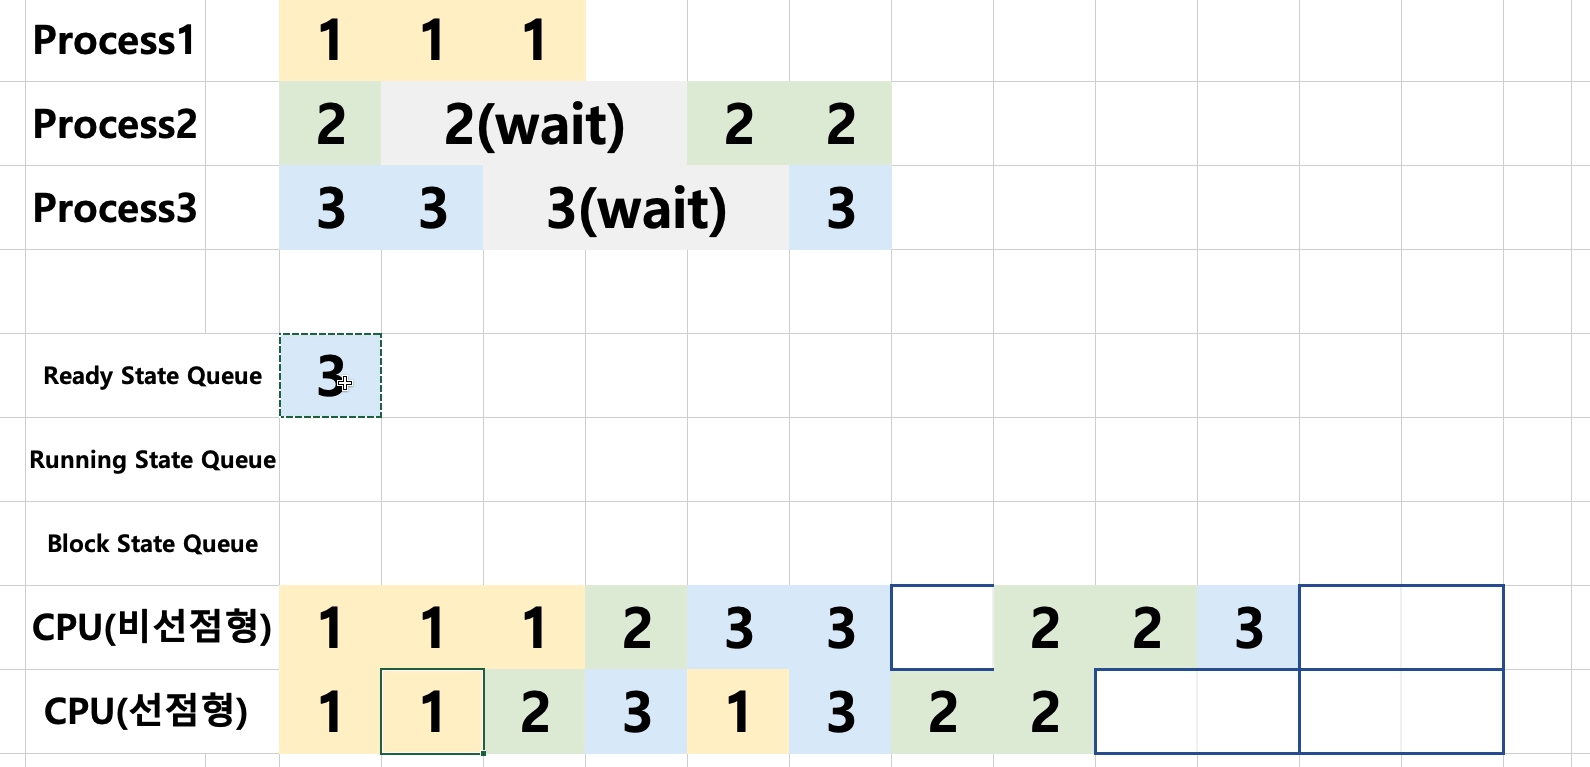 Process1 1 1 1
Process2 2 2(wait) 2 2
Process3 3 3 3(wait) 3
Ready State Queue 3
Running State Queue
Block State Queue
CPU(비선점형) 1 1 1 2 3 3 2 2 3
CPU(선점형) 1 1 2 3 1 3 2 2